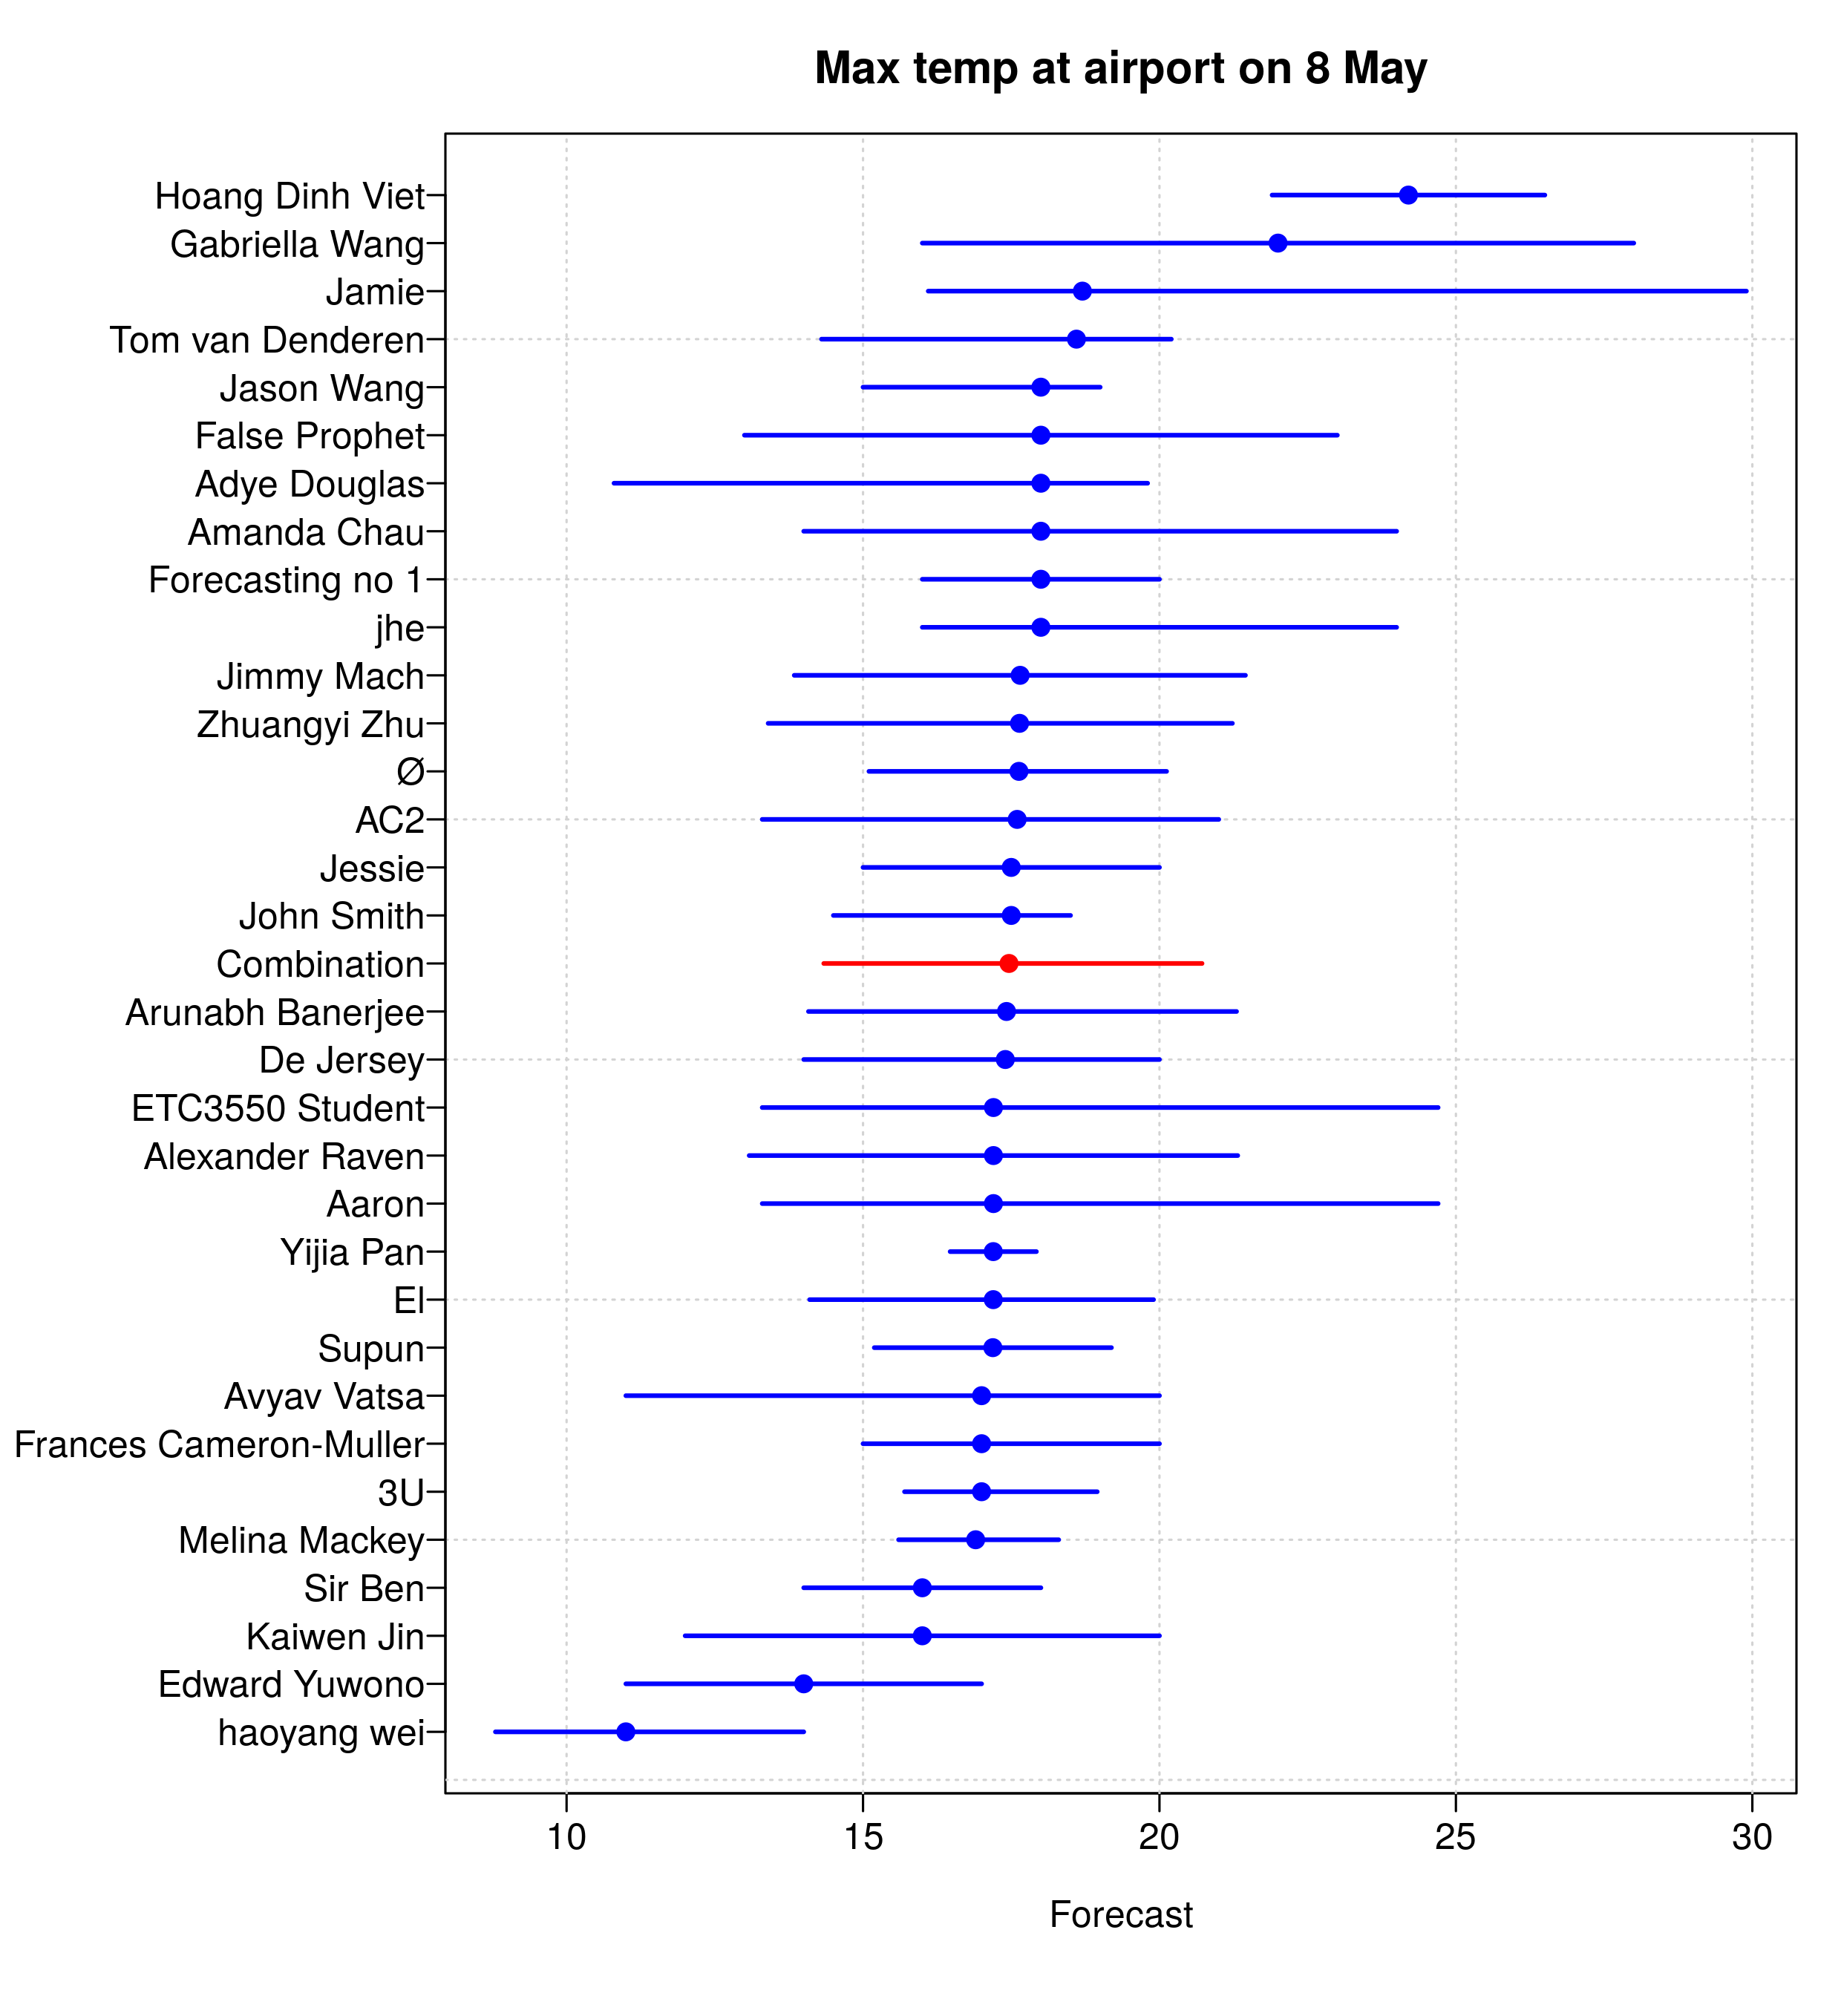 Max temp at airport on 8 May
Hoang Dinh Viet
Gabriella Wang
Jamie
Tom van Denderen
Jason Wang
False Prophet
Adye Douglas
Amanda Chau
Forecasting no 1
jhe
Jimmy Mach
Zhuangyi Zhu
Ø
AC2
Jessie
John Smith
Combination
Arunabh Banerjee
De Jersey
ETC3550 Student
Alexander Raven
Aaron
Yijia Pan
El
Supun
Avyav Vatsa
Frances Cameron-Muller
3U
Melina Mackey
Sir Ben
Kaiwen Jin
Edward Yuwono
haoyang wei
10 15 20 25 30
Forecast